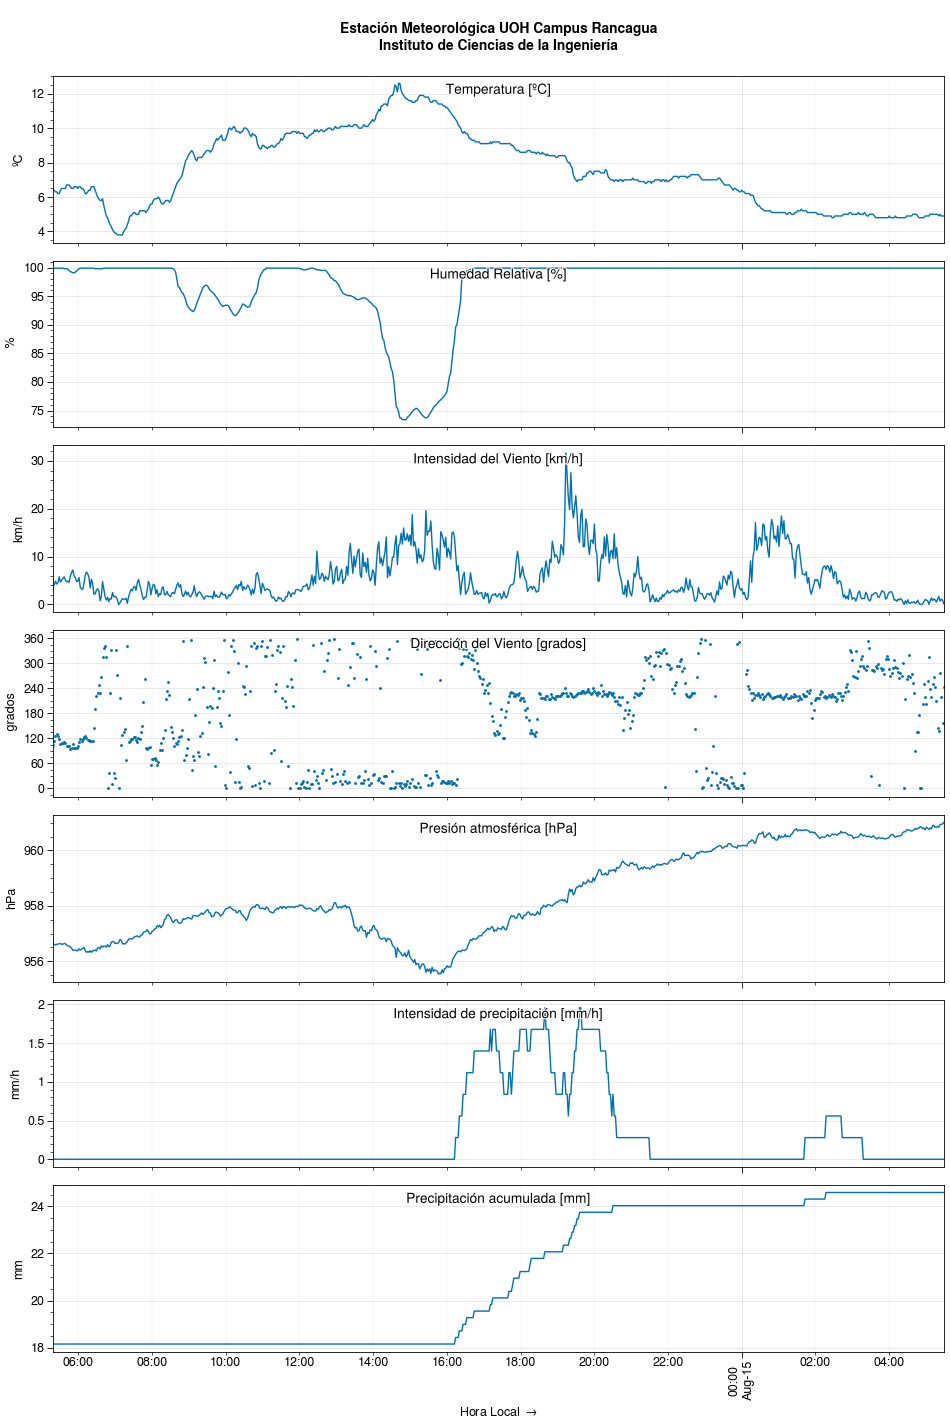 Estación Meteorológica UOH Campus Rancagua
Instituto de Ciencias de la Ingeniería
Temperatura [ºC]
ºC
12
10
8
6
4
Humedad Relativa [%]
%
100
95
90
85
80
75
Intensidad del Viento [km/h]
km/h
30
20
10
0
Dirección del Viento [grados]
grados
360
300
240
180
120
60
0
Presión atmosférica [hPa]
hPa
960
958
956
Intensidad de precipitación [mm/h]
mm/h
2
1.5
1
0.5
0
Precipitación acumulada [mm]
mm
24
22
20
18
06:00 08:00 10:00 12:00 14:00 16:00 18:00 20:00 22:00 00:00 02:00 04:00
Aug-15
Hora Local →